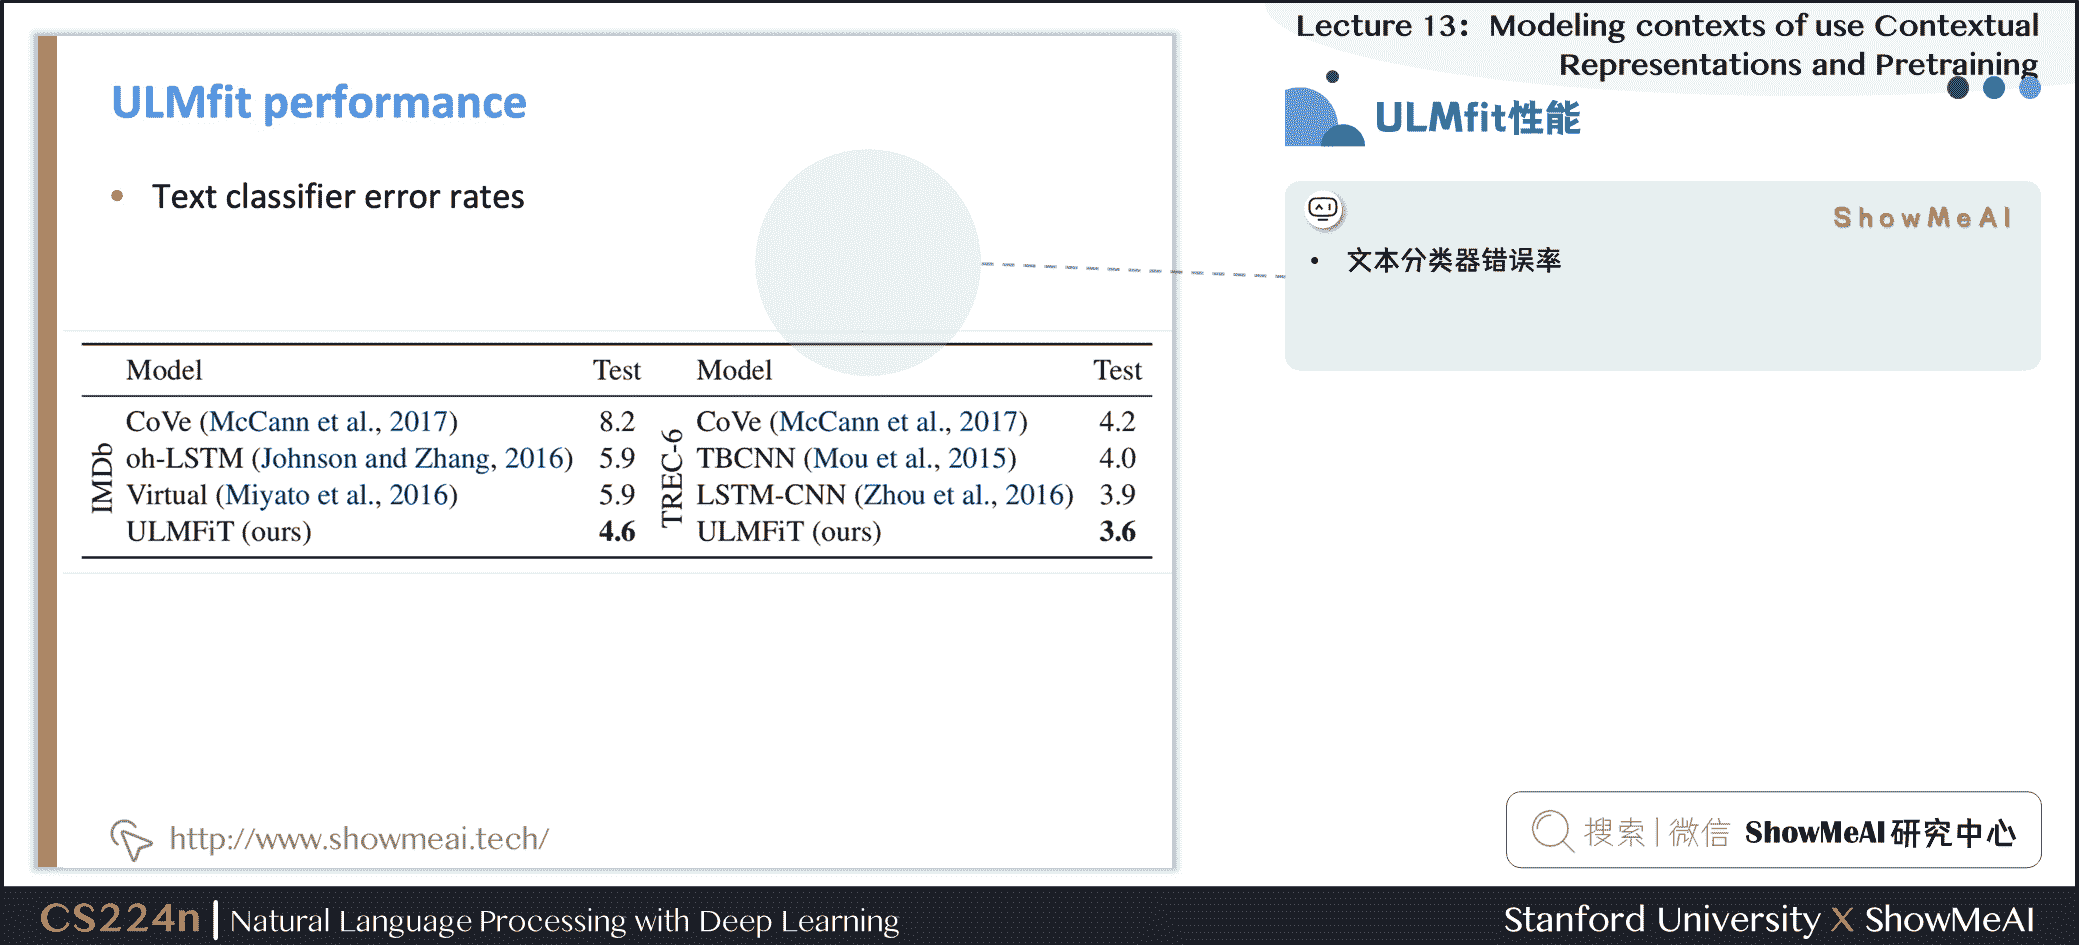 Lecture 13：Modeling contexts of use Contextual
Representations and Pretraining
ULMfit performance
• Text classifier error rates
Model Test Model Test
IMDb
CoVe (McCann et al., 2017) 8.2
oh-LSTM (Johnson and Zhang, 2016) 5.9
Virtual (Miyato et al., 2016) 5.9
ULMFiT (ours) 4.6
TREC-6
CoVe (McCann et al., 2017) 4.2
TBCNN (Mou et al., 2015) 4.0
LSTM-CNN (Zhou et al., 2016) 3.9
ULMFiT (ours) 3.6
http://www.showmeai.tech/
ULMfit性能
ShowMeAI
• 文本分类器错误率
搜索|微信 ShowMeAI研究中心
CS224n | Natural Language Processing with Deep Learning
Stanford University X ShowMeAI